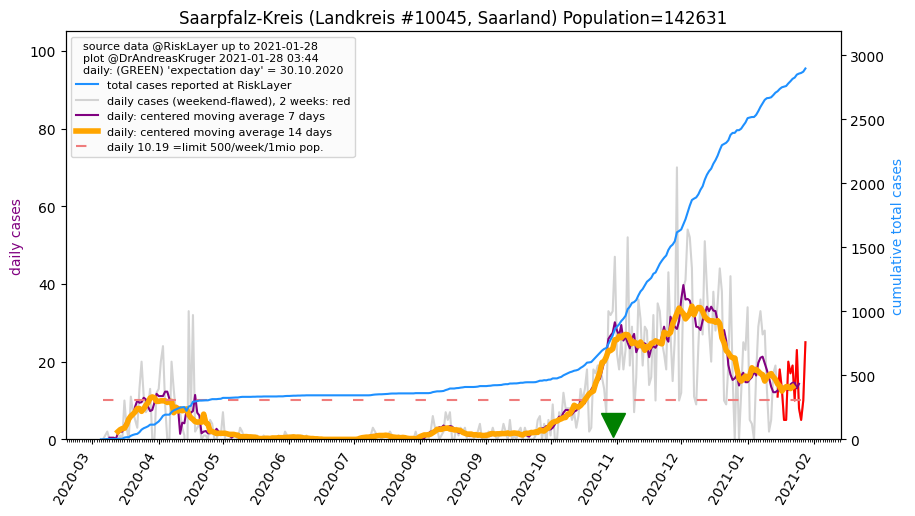 Saarpfalz-Kreis (Landkreis #10045, Saarland) Population=142631
source data @RiskLayer up to 2021-01-28
plot @DrAndreasKruger 2021-01-28 03:44
daily: (GREEN) 'expectation day' = 30.10.2020
total cases reported at RiskLayer
daily cases (weekend-flawed), 2 weeks: red
daily: centered moving average 7 days
daily: centered moving average 14 days
daily 10.19 =limit 500/week/1mio pop.
daily cases
100
80
60
40
20
0
cumulative total cases
3000
2500
2000
1500
1000
500
0
2020-03
2020-04
2020-05
2020-06
2020-07
2020-08
2020-09
2020-10
2020-11
2020-12
2021-01
2021-02